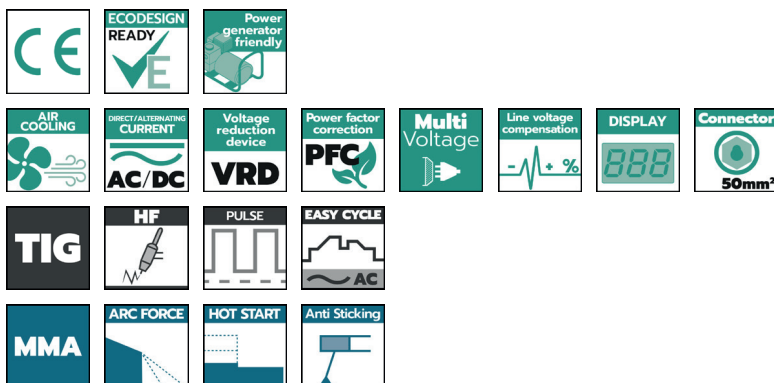 CE
ECODESIGN
READY
E
Power
generator
friendly
AIR
COOLING
DIRECT/ALTERNATING
CURRENT
AC/DC
Voltage
reduction
device
VRD
Power factor
correction
PFC
Multi
Voltage
Line voltage
compensation
- + %
DISPLAY
888
Connector
50mm²
TIG
HF
PULSE
EASY CYCLE
AC
MMA
ARC FORCE
HOT START
Anti Sticking